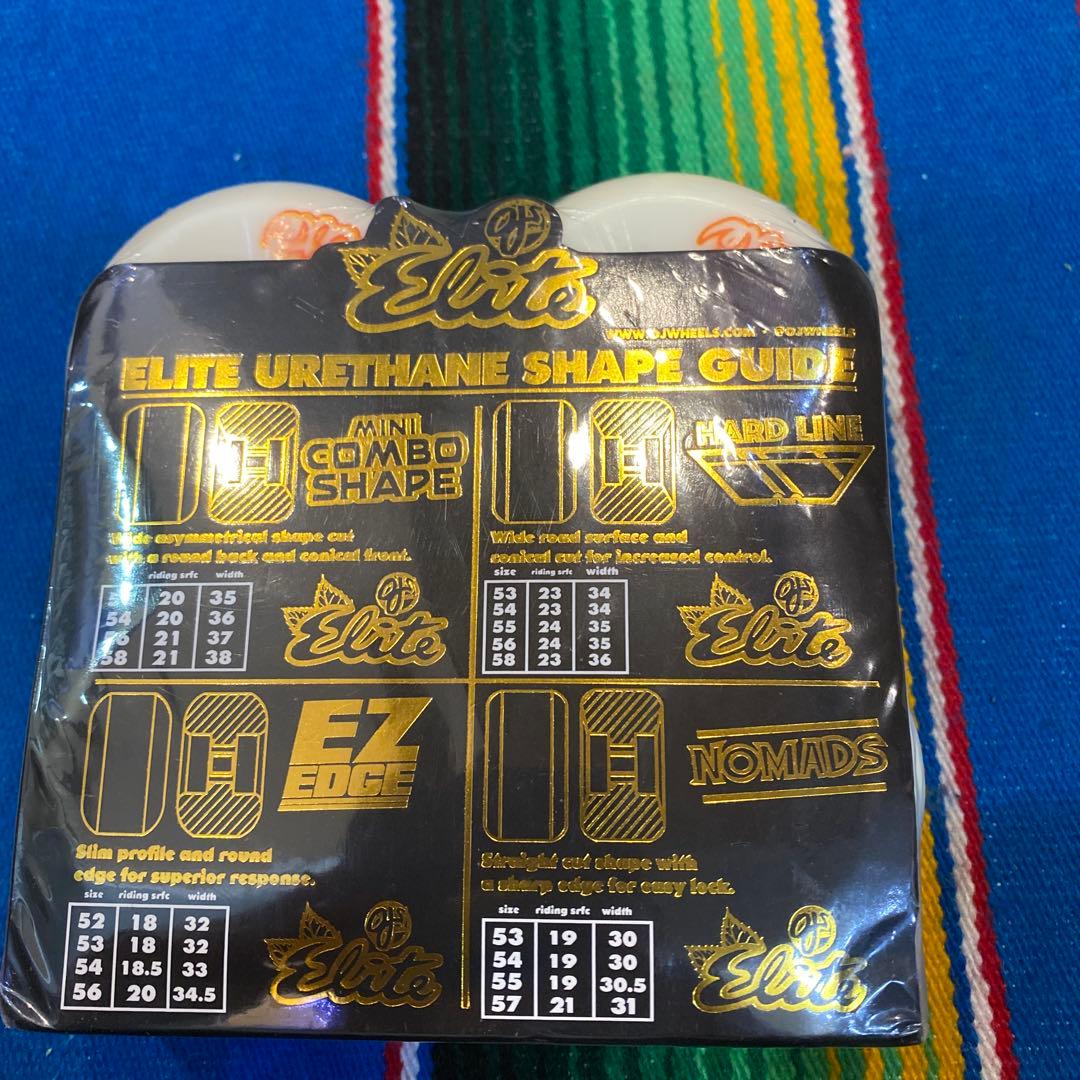 OJ's
Elite
WWW.OJWHEELS.COM • @OJWHEELS
ELITE URETHANE SHAPE GUIDE
MINI
COMBO
SHAPE
Wide asymmetrical shape cut
with a round back and conical front.
riding srfc width
20 35
54 20 36
21 37
58 21 38
OJ's
Elite
HARD LINE
Wide road surface and
conical cut for increased control.
size riding srfc width
53 23 34
54 23 34
55 24 35
56 24 35
58 23 36
OJ's
Elite
EZ
EDGE
Slim profile and round
edge for superior response.
size riding srfc width
52 18 32
53 18 32
54 18.5 33
56 20 34.5
OJ's
Elite
NOMADS
Straight cut shape with
a sharp edge for easy lock.
size riding srfc width
53 19 30
54 19 30
55 19 30.5
57 21 31
OJ's
Elite